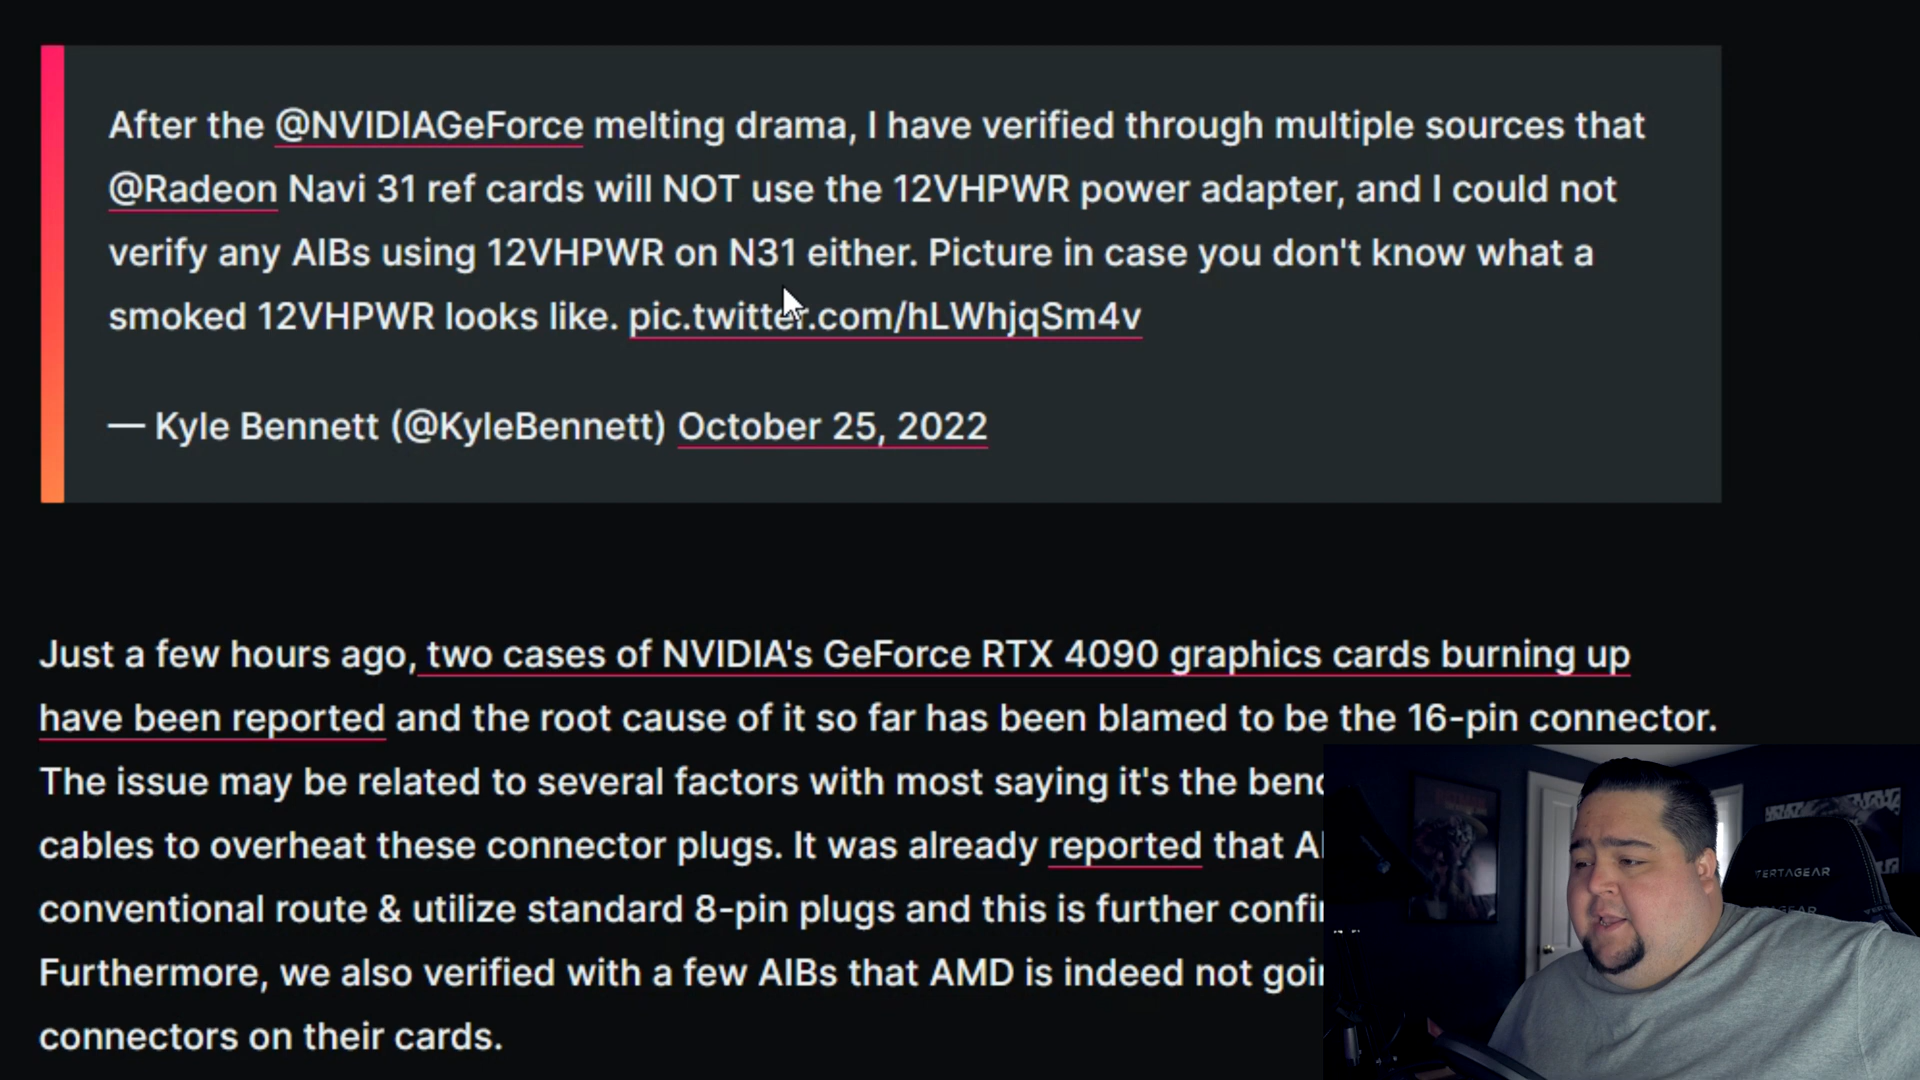 After the @NVIDIAGeForce melting drama, I have verified through multiple sources that
@Radeon Navi 31 ref cards will NOT use the 12VHPWR power adapter, and I could not
verify any AIBs using 12VHPWR on N31 either. Picture in case you don't know what a
smoked 12VHPWR looks like. pic.twitter.com/hLWhjqSm4v
— Kyle Bennett (@KyleBennett) October 25, 2022
Just a few hours ago, two cases of NVIDIA's GeForce RTX 4090 graphics cards burning up
have been reported and the root cause of it so far has been blamed to be the 16-pin connector.
The issue may be related to several factors with most saying it's the
cables to overheat these connector plugs. It was already reported that
conventional route & utilize standard 8-pin plugs and this is further
Furthermore, we also verified with a few AIBs that AMD is indeed not
connectors on their cards.
VERTAGEAR